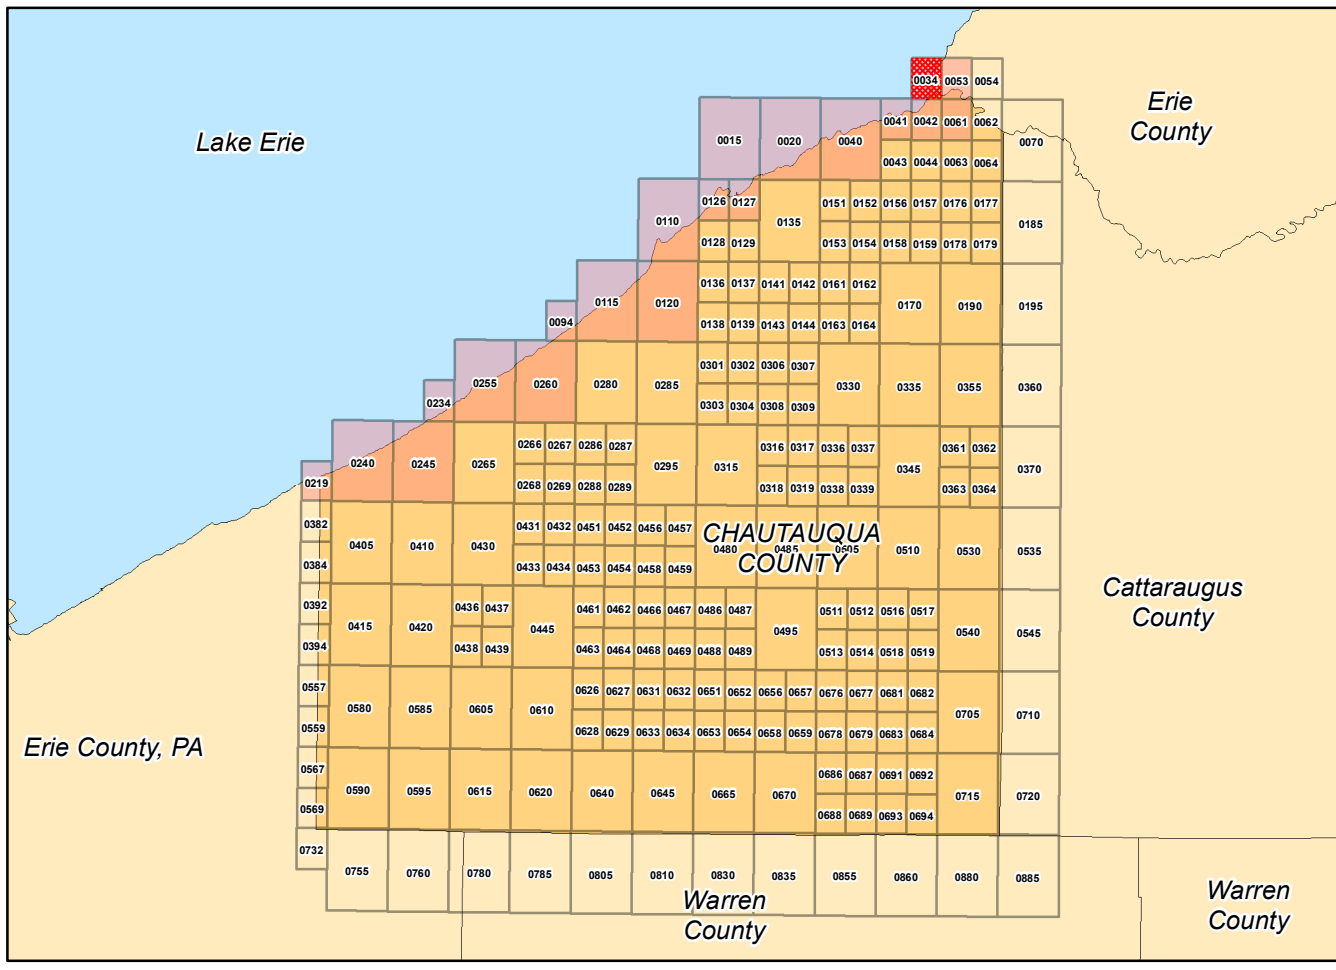 0034 0053 0054
Erie
County
Lake Erie
0015 0020 0040 0041 0042 0061 0062 0070
0043 0044 0063 0064
0110 0126 0127 0135 0151 0152 0156 0157 0176 0177 0185
0128 0129 0153 0154 0158 0159 0178 0179
0115 0120 0136 0137 0141 0142 0161 0162 0170 0190 0195
0094 0138 0139 0143 0144 0163 0164
0255 0260 0280 0285 0301 0302 0306 0307 0330 0335 0355 0360
0234 0303 0304 0308 0309
0240 0245 0265 0266 0267 0286 0287 0295 0315 0316 0317 0336 0337 0345 0361 0362 0370
0219 0268 0269 0288 0289 0318 0319 0338 0339 0363 0364
0382 0405 0410 0430 0431 0432 0451 0452 0456 0457 0480 0485 0505 0510 0530 0535
CHAUTAUQUA
COUNTY
0384 0433 0434 0453 0454 0458 0459
Cattaraugus
County
0392 0415 0420 0436 0437 0445 0461 0462 0466 0467 0486 0487 0495 0511 0512 0516 0517 0540 0545
0394 0438 0439 0463 0464 0468 0469 0488 0489 0513 0514 0518 0519
0557 0580 0585 0605 0610 0626 0627 0631 0632 0651 0652 0656 0657 0676 0677 0681 0682 0705 0710
0559 0628 0629 0633 0634 0653 0654 0658 0659 0678 0679 0683 0684
Erie County, PA
0567 0590 0595 0615 0620 0640 0645 0665 0670 0686 0687 0691 0692 0715 0720
0569 0688 0689 0693 0694
0732 0755 0760 0780 0785 0805 0810 0830 0835 0855 0860 0880 0885
Warren
County
Warren
County